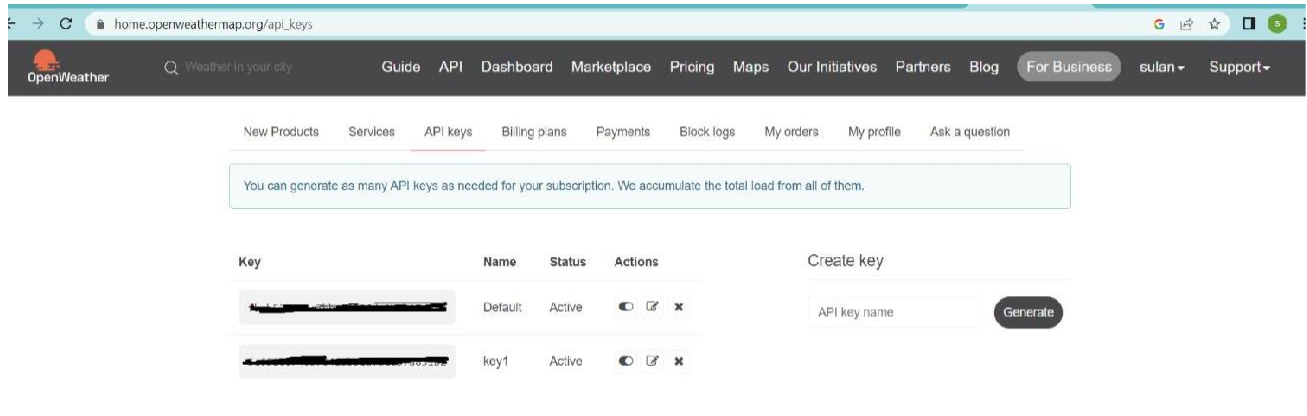 home.openweathermap.org/api_keys
OpenWeather
Weather in your city
Guide API Dashboard Marketplace Pricing Maps Our Initiatives Partners Blog For Business sulan Support
New Products Services API keys Billing plans Payments Block logs My orders My profile Ask a question
You can generate as many API keys as needed for your subscription. We accumulate the total load from all of them.
Key Name Status Actions
Default Active
key1 Active
Create key
API key name Generate